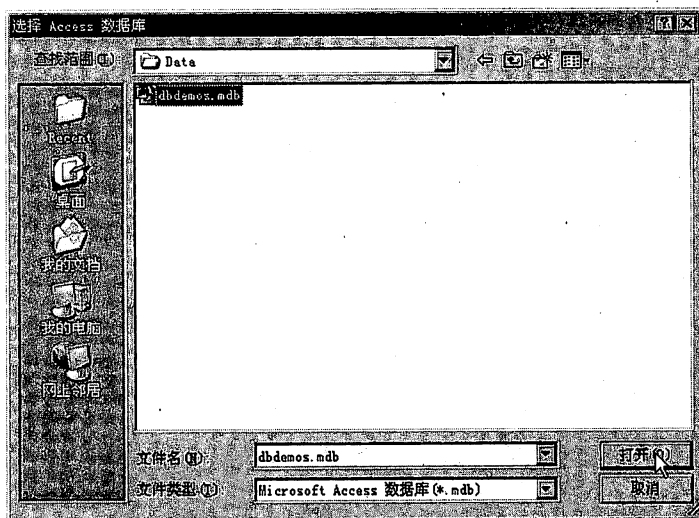 选择 Access 数据库
查找范围(I): Data
dbdemos.mdb
Recent
桌面
我的文档
我的电脑
网上邻居
文件名(N): dbdemos.mdb 打开(O)
文件类型(T): Microsoft Access 数据库(*.mdb) 取消